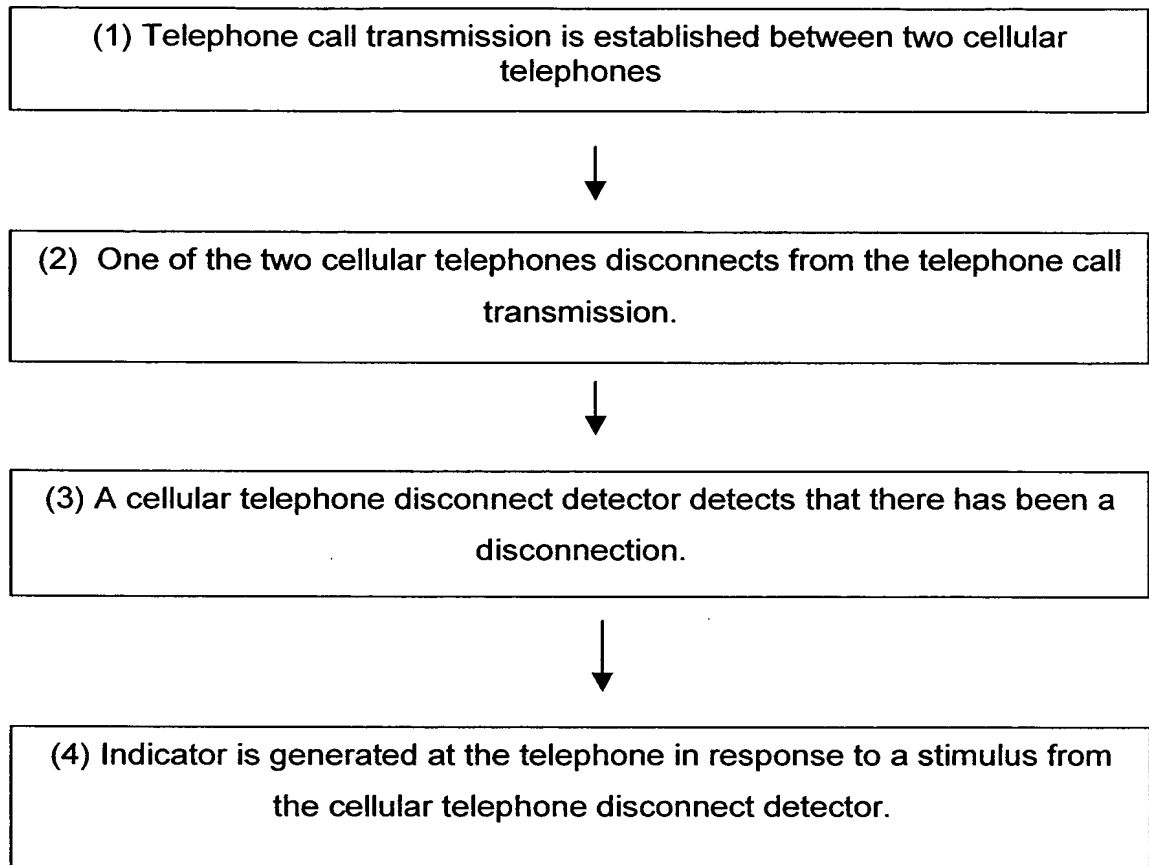 (1) Telephone call transmission is established between two cellular
telephones
(2) One of the two cellular telephones disconnects from the telephone call
transmission.
(3) A cellular telephone disconnect detector detects that there has been a
disconnection.
(4) Indicator is generated at the telephone in response to a stimulus from
the cellular telephone disconnect detector.